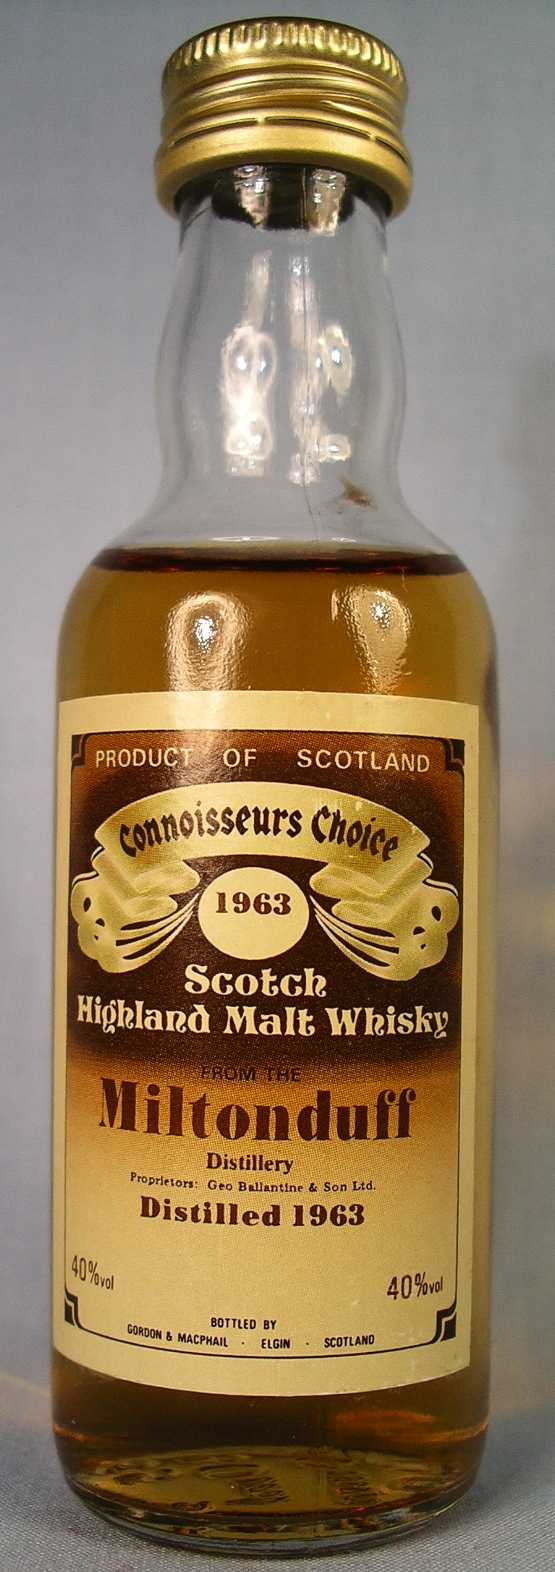 PRODUCT OF SCOTLAND
Connoisseurs Choice
1963
Scotch
Highland Malt Whisky
FROM THE
Miltonduff
Distillery
Proprietors: Geo Ballantine & Son Ltd.
Distilled 1963
40%vol 40%vol
BOTTLED BY
GORDON & MACPHAIL · ELGIN · SCOTLAND